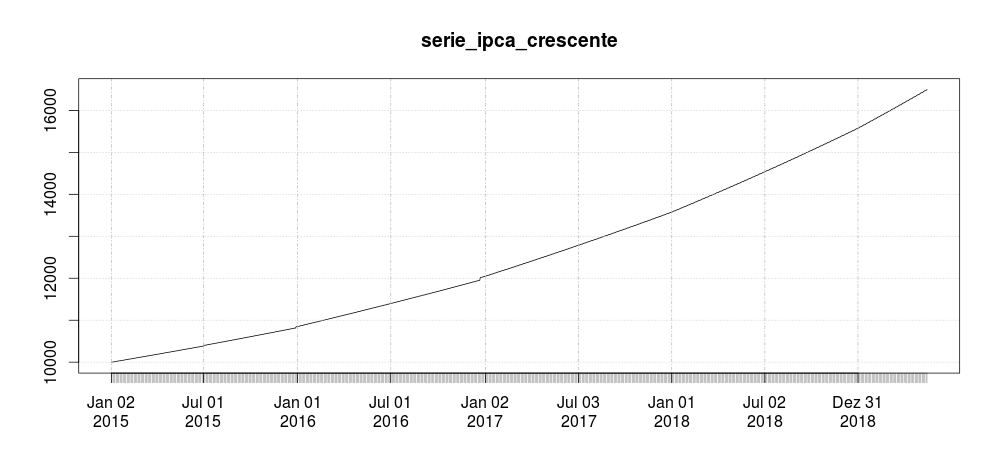 serie_ipca_crescente
16000
14000
12000
10000
Jan 02 Jul 01 Jan 01 Jul 01 Jan 02 Jul 03 Jan 01 Jul 02 Dez 31
2015 2015 2016 2016 2017 2017 2018 2018 2018